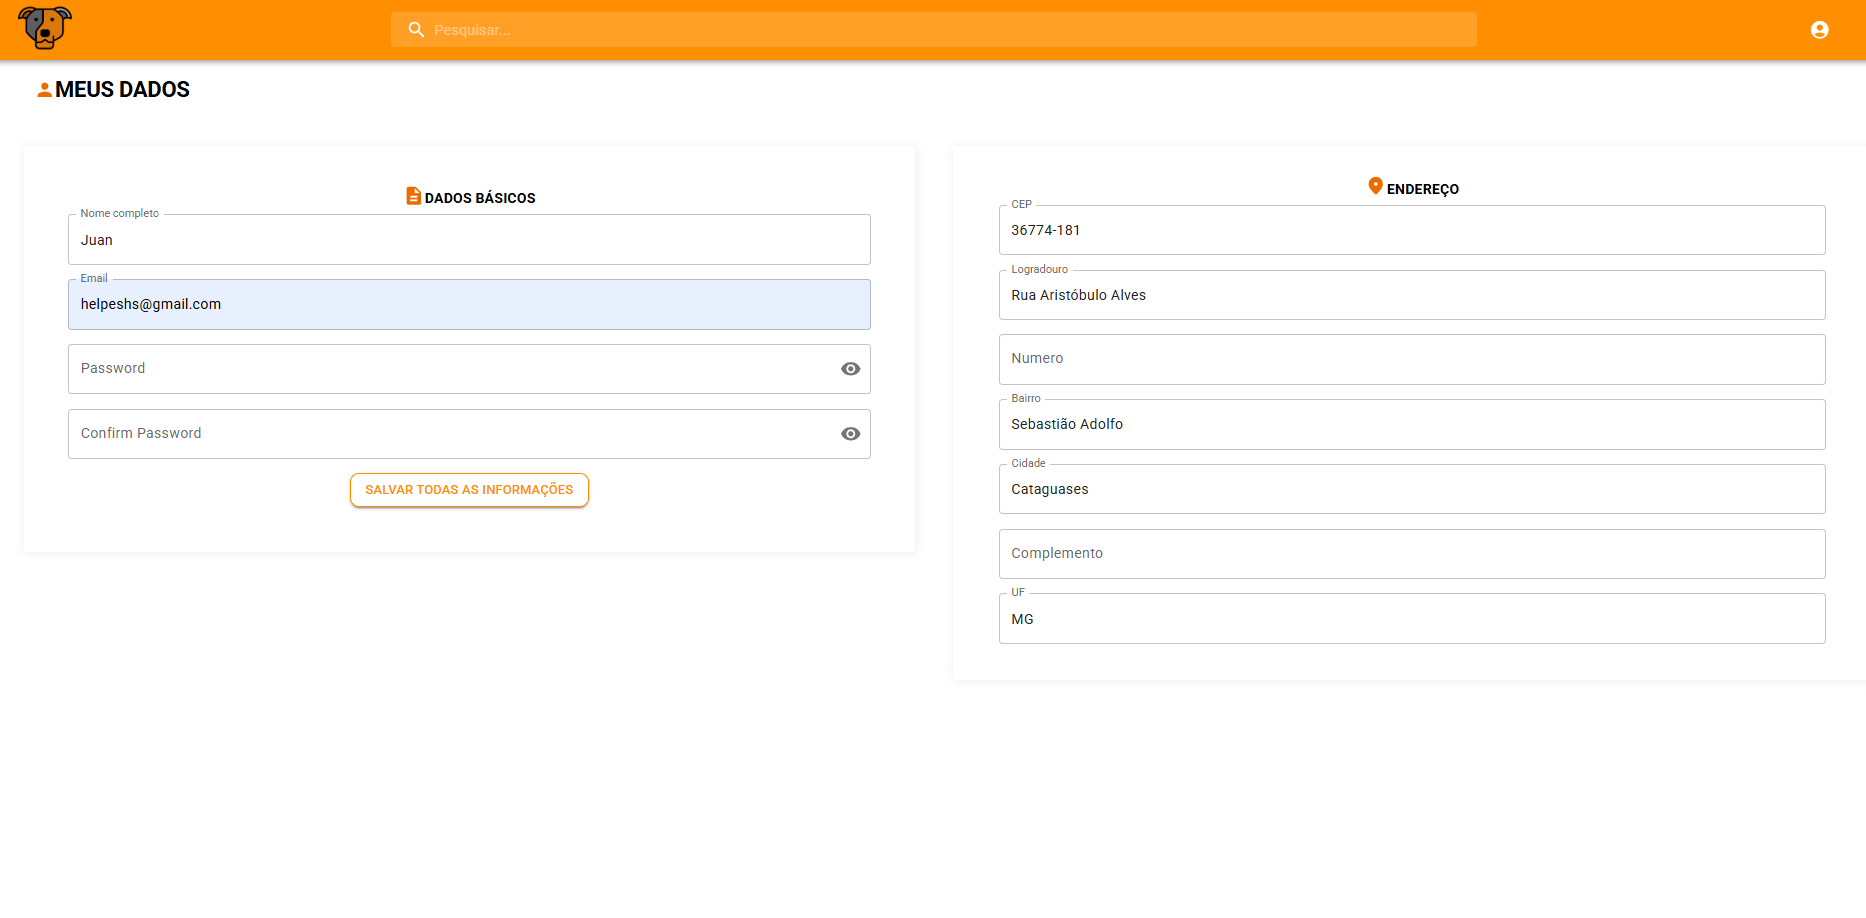 Pesquisar...
MEUS DADOS
DADOS BÁSICOS
Nome completo
Juan
Email
helpeshs@gmail.com
Password
Confirm Password
SALVAR TODAS AS INFORMAÇÕES
ENDEREÇO
CEP
36774-181
Logradouro
Rua Aristóbulo Alves
Numero
Bairro
Sebastião Adolfo
Cidade
Cataguases
Complemento
UF
MG